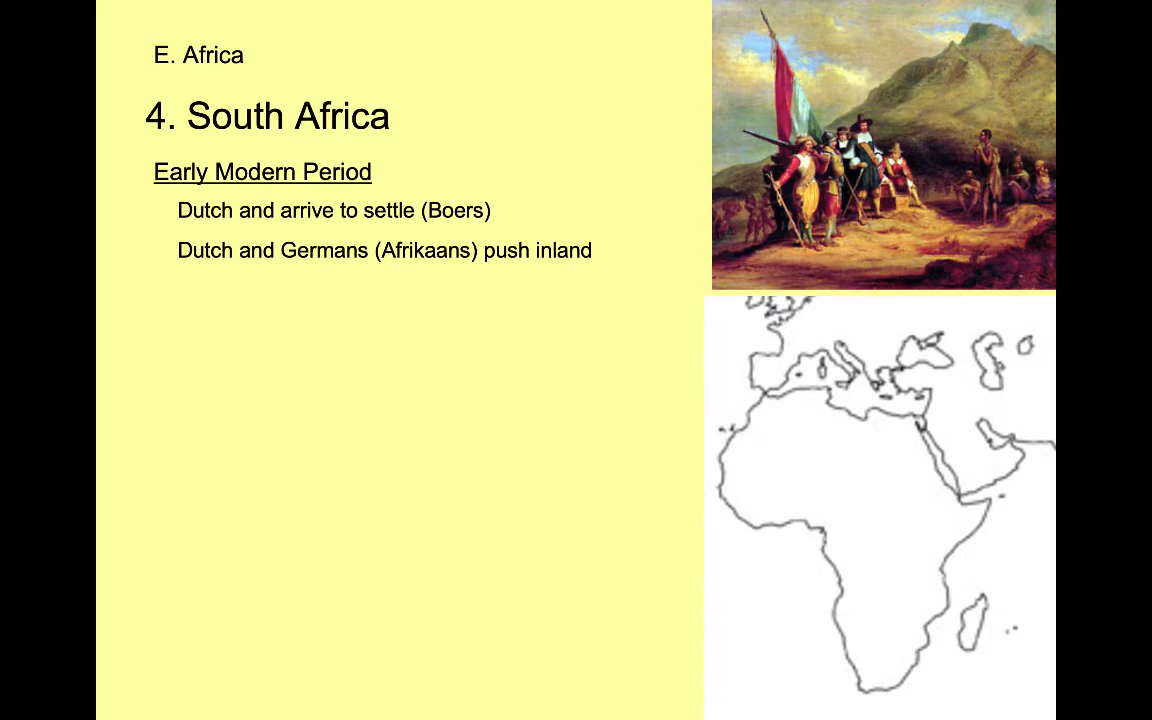 E. Africa
4. South Africa
Early Modern Period
Dutch and arrive to settle (Boers)
Dutch and Germans (Afrikaans) push inland